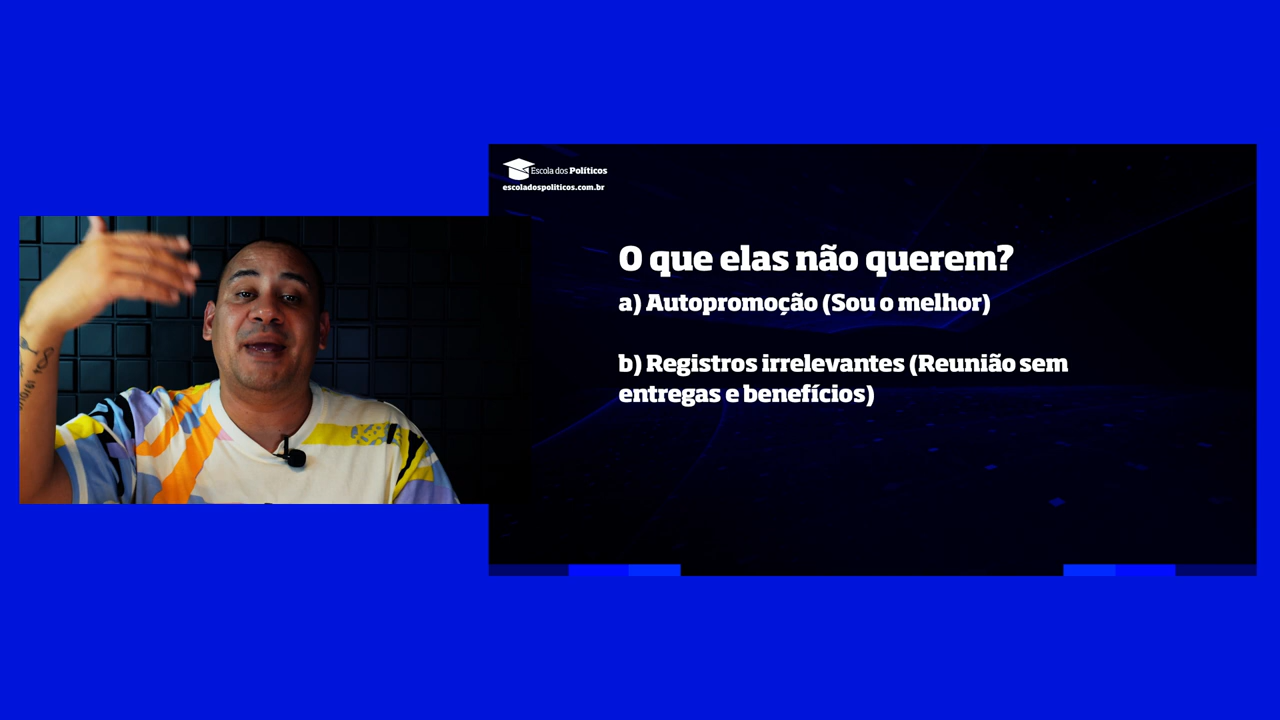 Escola dos Políticos
escoladospoliticos.com.br
O que elas não querem?
a) Autopromoção (Sou o melhor)
b) Registros irrelevantes (Reunião sem
entregas e benefícios)